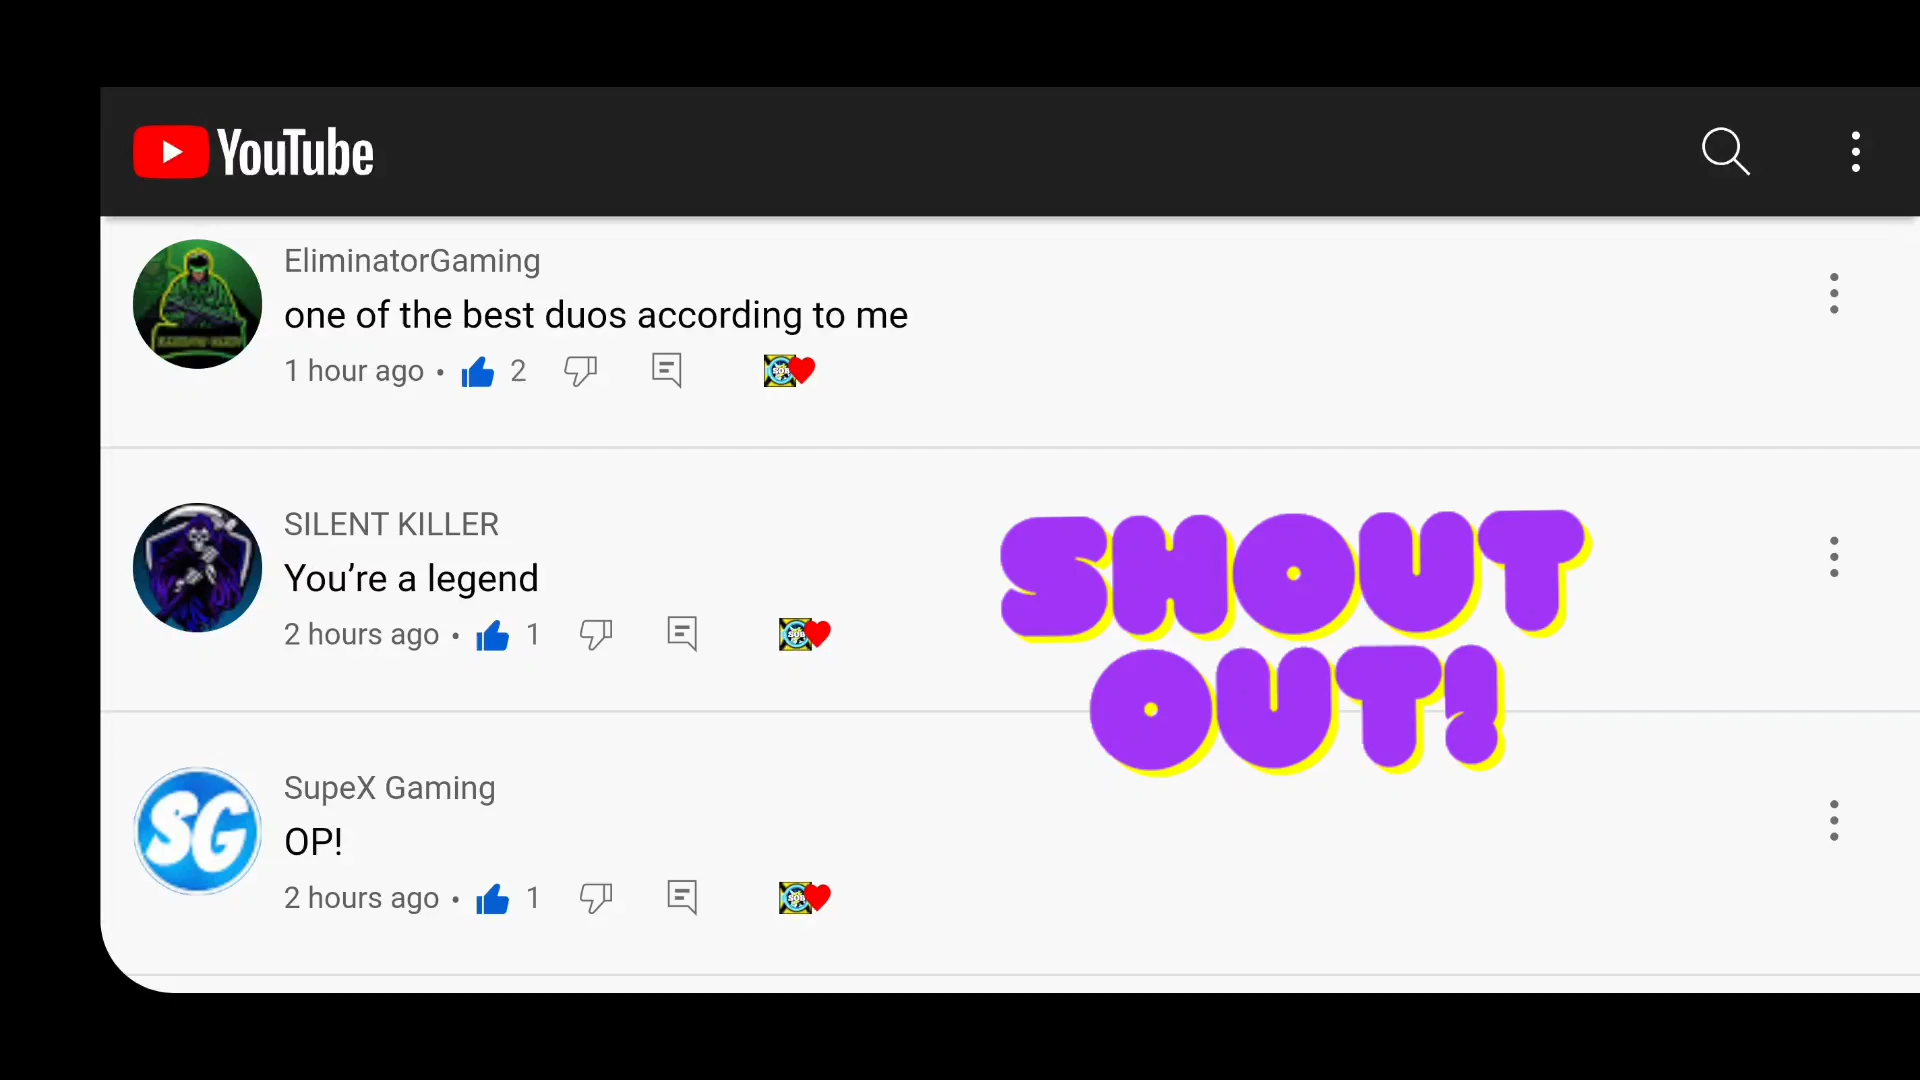 YouTube
EliminatorGaming
one of the best duos according to me
1 hour ago • 2
SILENT KILLER
You’re a legend
2 hours ago • 1
SHOUT
OUT!
SG
SupeX Gaming
OP!
2 hours ago • 1